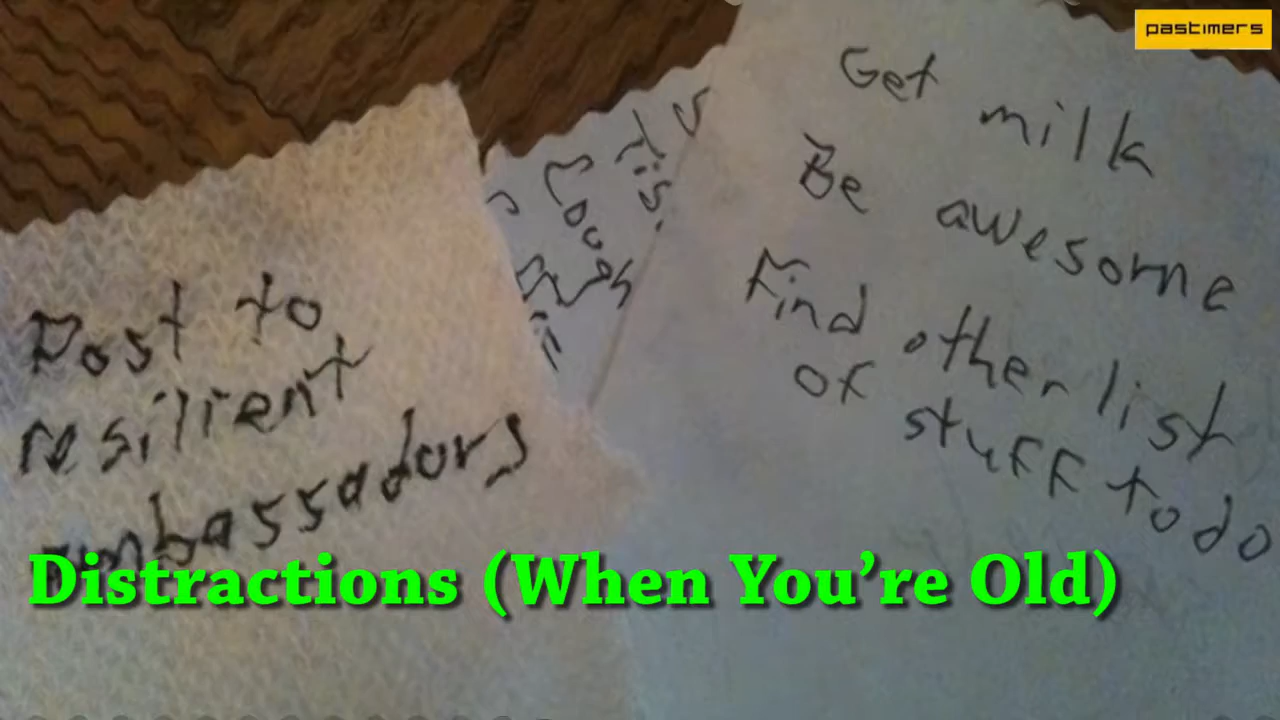 pastimers
Get milk
Be awesome
Find other list
of stuff to do
Post to
resilient
ambassadors
Cough
Distractions (When You're Old)